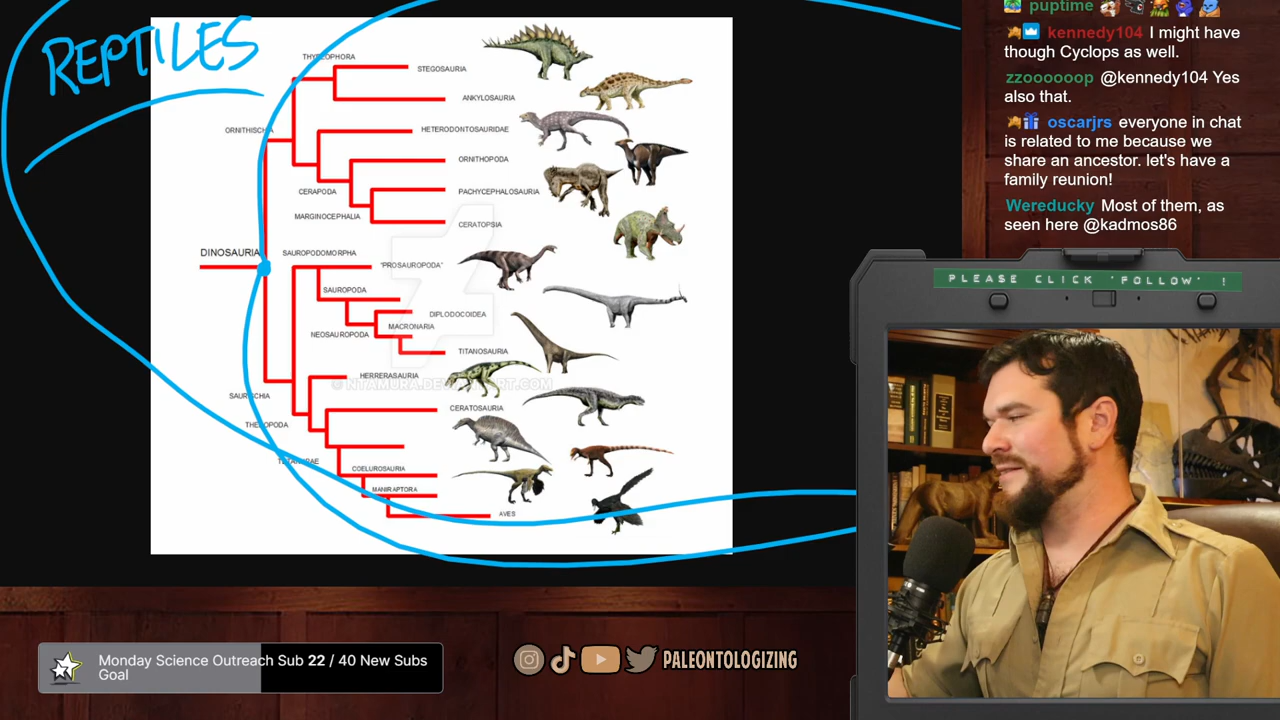 REPTILES
THYREOPHORA
STEGOSAURIA
ANKYLOSAURIA
ORNITHISCHIA
HETERODONTOSAURIDAE
ORNITHOPODA
CERAPODA
PACHYCEPHALOSAURIA
MARGINOCEPHALIA
CERATOPSIA
DINOSAURIA
SAUROPODOMORPHA
"PROSAUROPODA"
SAUROPODA
DIPLODOCOIDEA
MACRONARIA
NEOSAUROPODA
TITANOSAURIA
HERRERASAURIA
© NTAMURA.DEVIANTART.COM
SAURISCHIA
CERATOSAURIA
THEROPODA
TETANURAE
COELUROSAURIA
MANIRAPTORA
AVES
puptime
kennedy104 I might have
though Cyclops as well.
zzoooooop @kennedy104 Yes
also that.
oscarjrs everyone in chat
is related to me because we
share an ancestor. let's have a
family reunion!
Wereducky Most of them, as
seen here @kadmos86
PLEASE CLICK 'FOLLOW' !
Monday Science Outreach Sub 22 / 40 New Subs
Goal
PALEONTOLOGIZING